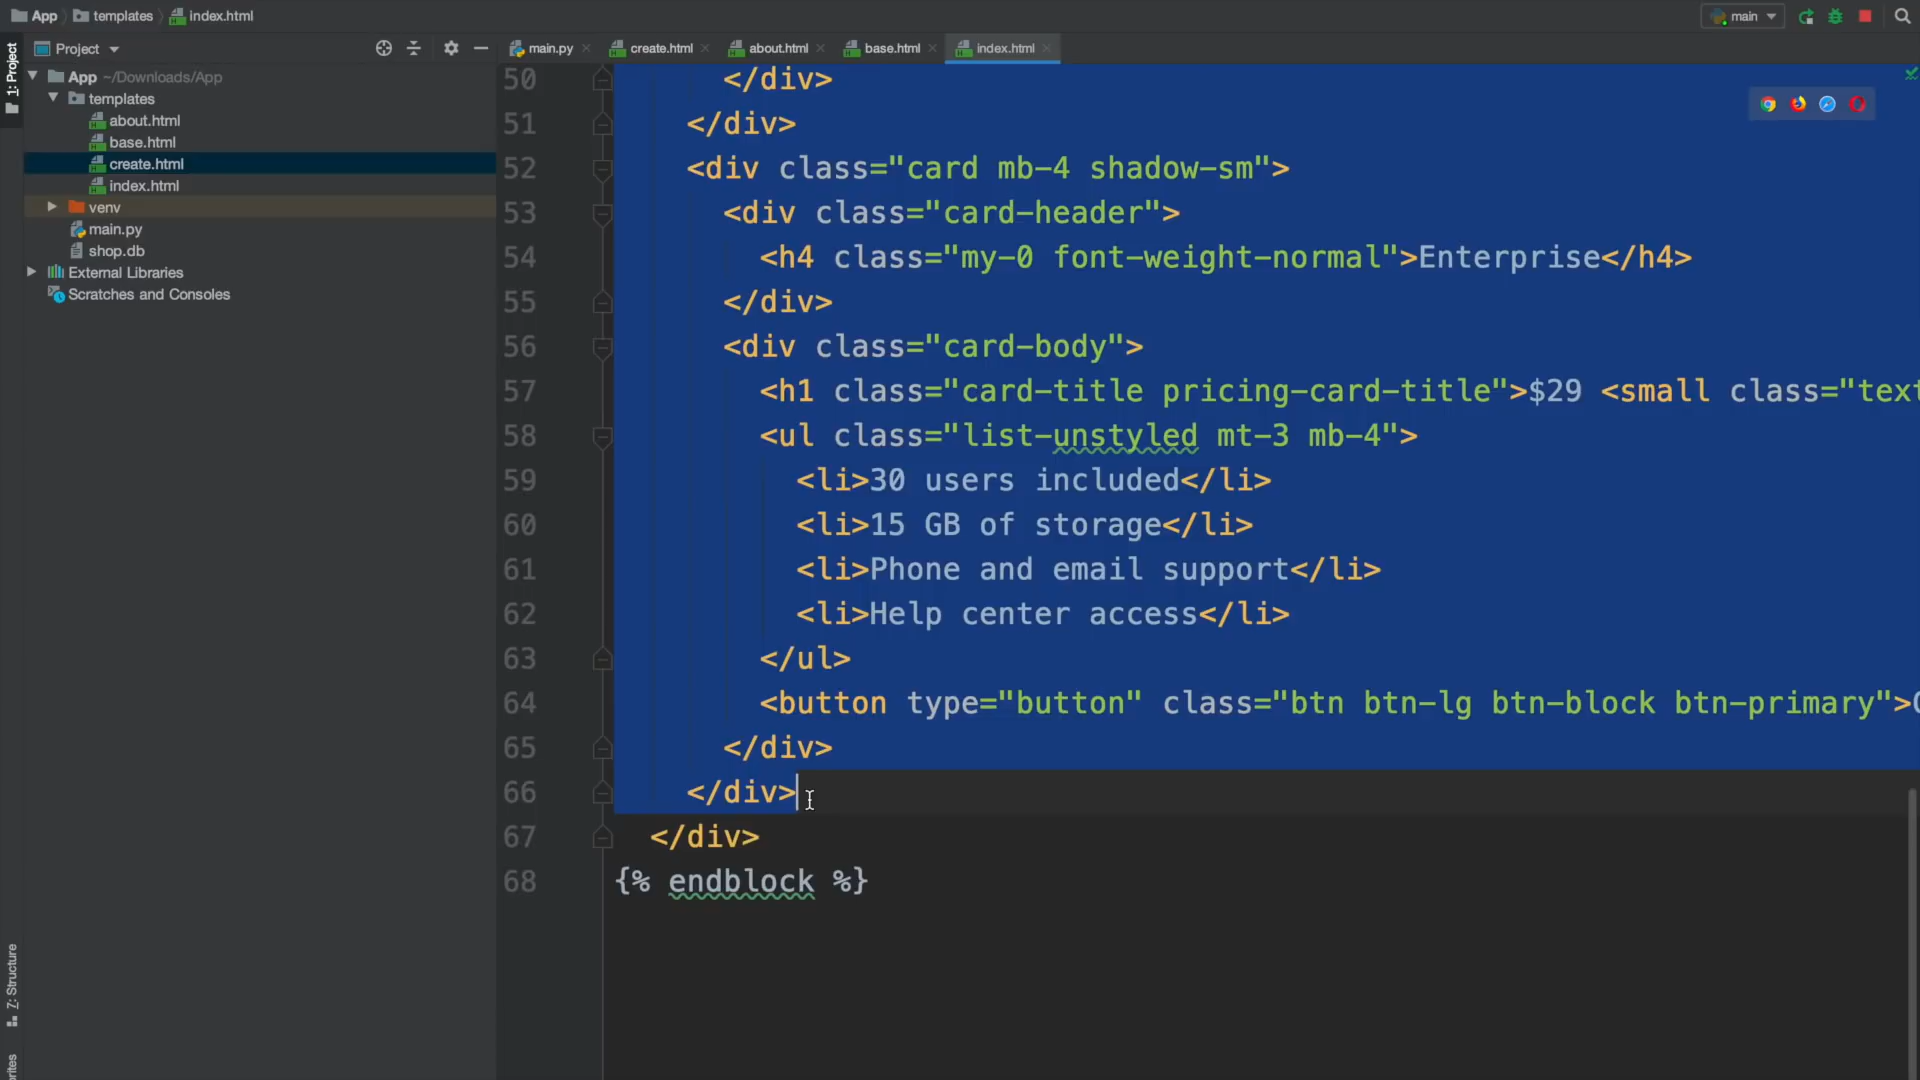 App templates index.html main
Project
main.py create.html about.html base.html index.html
1: Project
App ~/Downloads/App
templates
about.html
base.html
create.html
index.html
venv
main.py
shop.db
External Libraries
Scratches and Consoles
Z: Structure
50 </div>
51 </div>
52 <div class="card mb-4 shadow-sm">
53 <div class="card-header">
54 <h4 class="my-0 font-weight-normal">Enterprise</h4>
55 </div>
56 <div class="card-body">
57 <h1 class="card-title pricing-card-title">$29 <small class="text
58 <ul class="list-unstyled mt-3 mb-4">
59 <li>30 users included</li>
60 <li>15 GB of storage</li>
61 <li>Phone and email support</li>
62 <li>Help center access</li>
63 </ul>
64 <button type="button" class="btn btn-lg btn-block btn-primary">
65 </div>
66 </div>
67 </div>
68 {% endblock %}